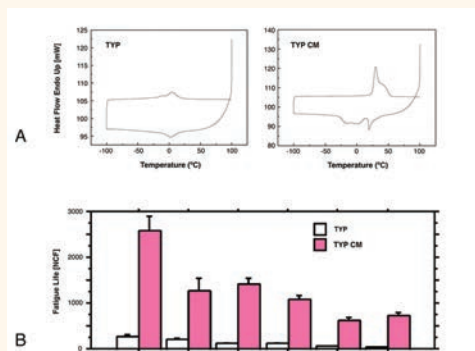 A
Heat Flow Endo Up [mW]
TYP
125
120
115
110
105
100
95
-100 -50 0 50 100
Temperature (°C)
TYP CM
140
130
120
110
100
90
80
-100 -50 0 50 100
Temperature (°C)
B
Fatigue Life [NCF]
3000
2000
1000
0
TYP
TYP CM